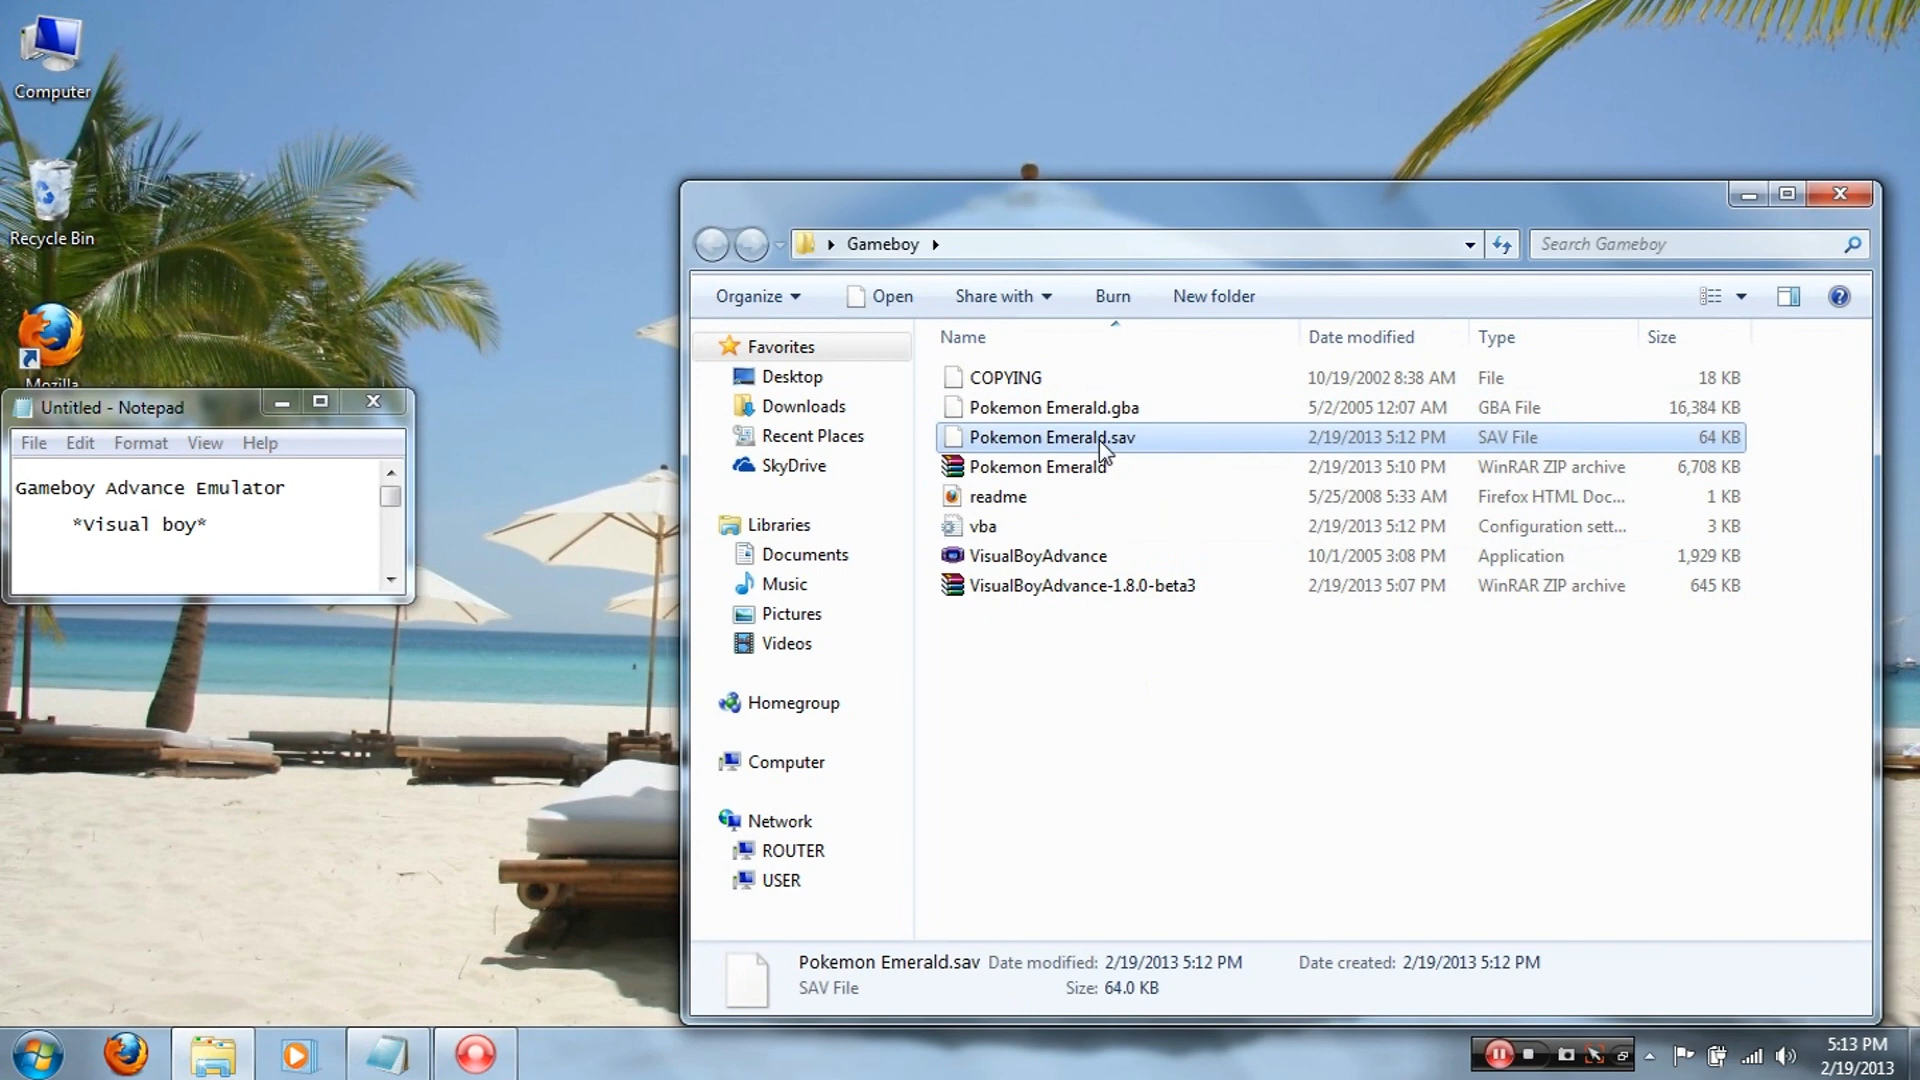 Computer
Recycle Bin
Mozilla
Untitled - Notepad
File Edit Format View Help
Gameboy Advance Emulator
*Visual boy*
Gameboy
Search Gameboy
Organize Open Share with Burn New folder
Favorites
Desktop
Downloads
Recent Places
SkyDrive
Libraries
Documents
Music
Pictures
Videos
Homegroup
Computer
Network
ROUTER
USER
Name Date modified Type Size
COPYING 10/19/2002 8:38 AM File 18 KB
Pokemon Emerald.gba 5/2/2005 12:07 AM GBA File 16,384 KB
Pokemon Emerald.sav 2/19/2013 5:12 PM SAV File 64 KB
Pokemon Emerald 2/19/2013 5:10 PM WinRAR ZIP archive 6,708 KB
readme 5/25/2008 5:33 AM Firefox HTML Doc... 1 KB
vba 2/19/2013 5:12 PM Configuration sett... 3 KB
VisualBoyAdvance 10/1/2005 3:08 PM Application 1,929 KB
VisualBoyAdvance-1.8.0-beta3 2/19/2013 5:07 PM WinRAR ZIP archive 645 KB
Pokemon Emerald.sav Date modified: 2/19/2013 5:12 PM Date created: 2/19/2013 5:12 PM
SAV File Size: 64.0 KB
5:13 PM
2/19/2013